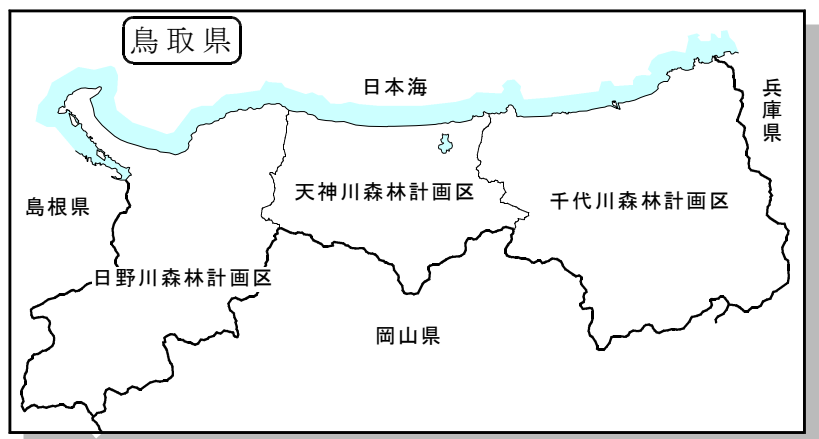 鳥取県
日本海
兵庫県
島根県
天神川森林計画区
千代川森林計画区
日野川森林計画区
岡山県